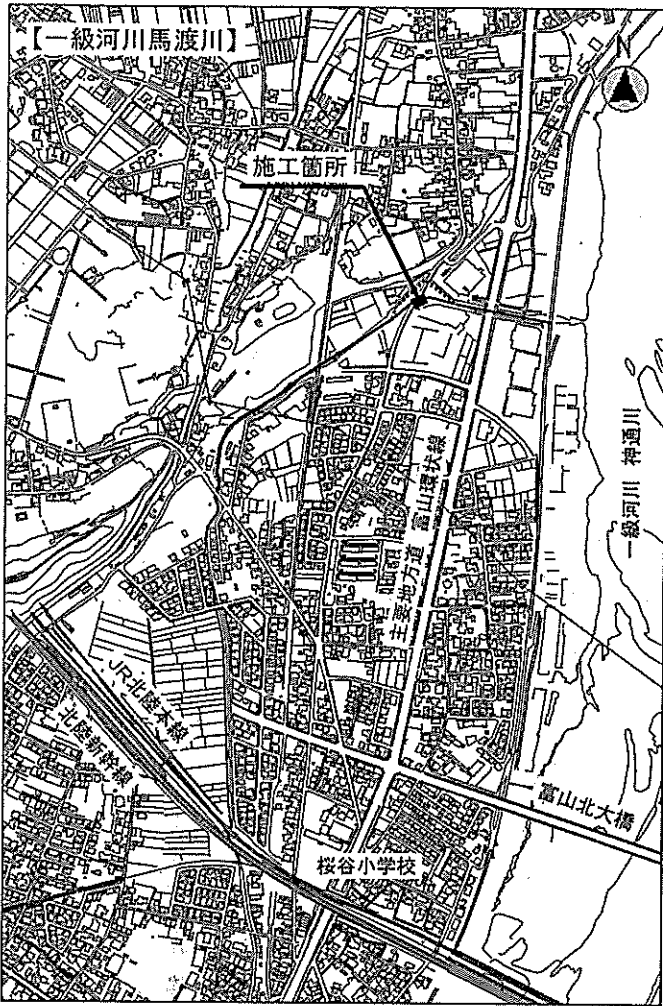 【一級河川馬渡川】
N
施工箇所
一級河川 神通川
主要地方道 富山環状線
JR北陸本線
北陸新幹線
富山北大橋
桜谷小学校